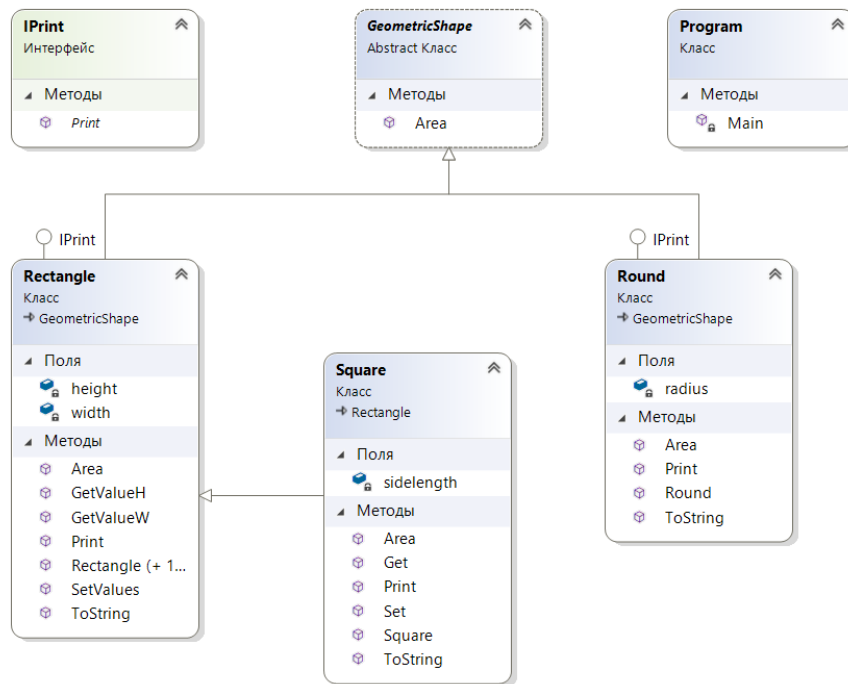 IPrint
Интерфейс
Методы
Print
GeometricShape
Abstract Класс
Методы
Area
Program
Класс
Методы
Main
IPrint
Rectangle
Класс
GeometricShape
Поля
height
width
Методы
Area
GetValueH
GetValueW
Print
Rectangle (+ 1...
SetValues
ToString
Square
Класс
Rectangle
Поля
sidelength
Методы
Area
Get
Print
Set
Square
ToString
IPrint
Round
Класс
GeometricShape
Поля
radius
Методы
Area
Print
Round
ToString